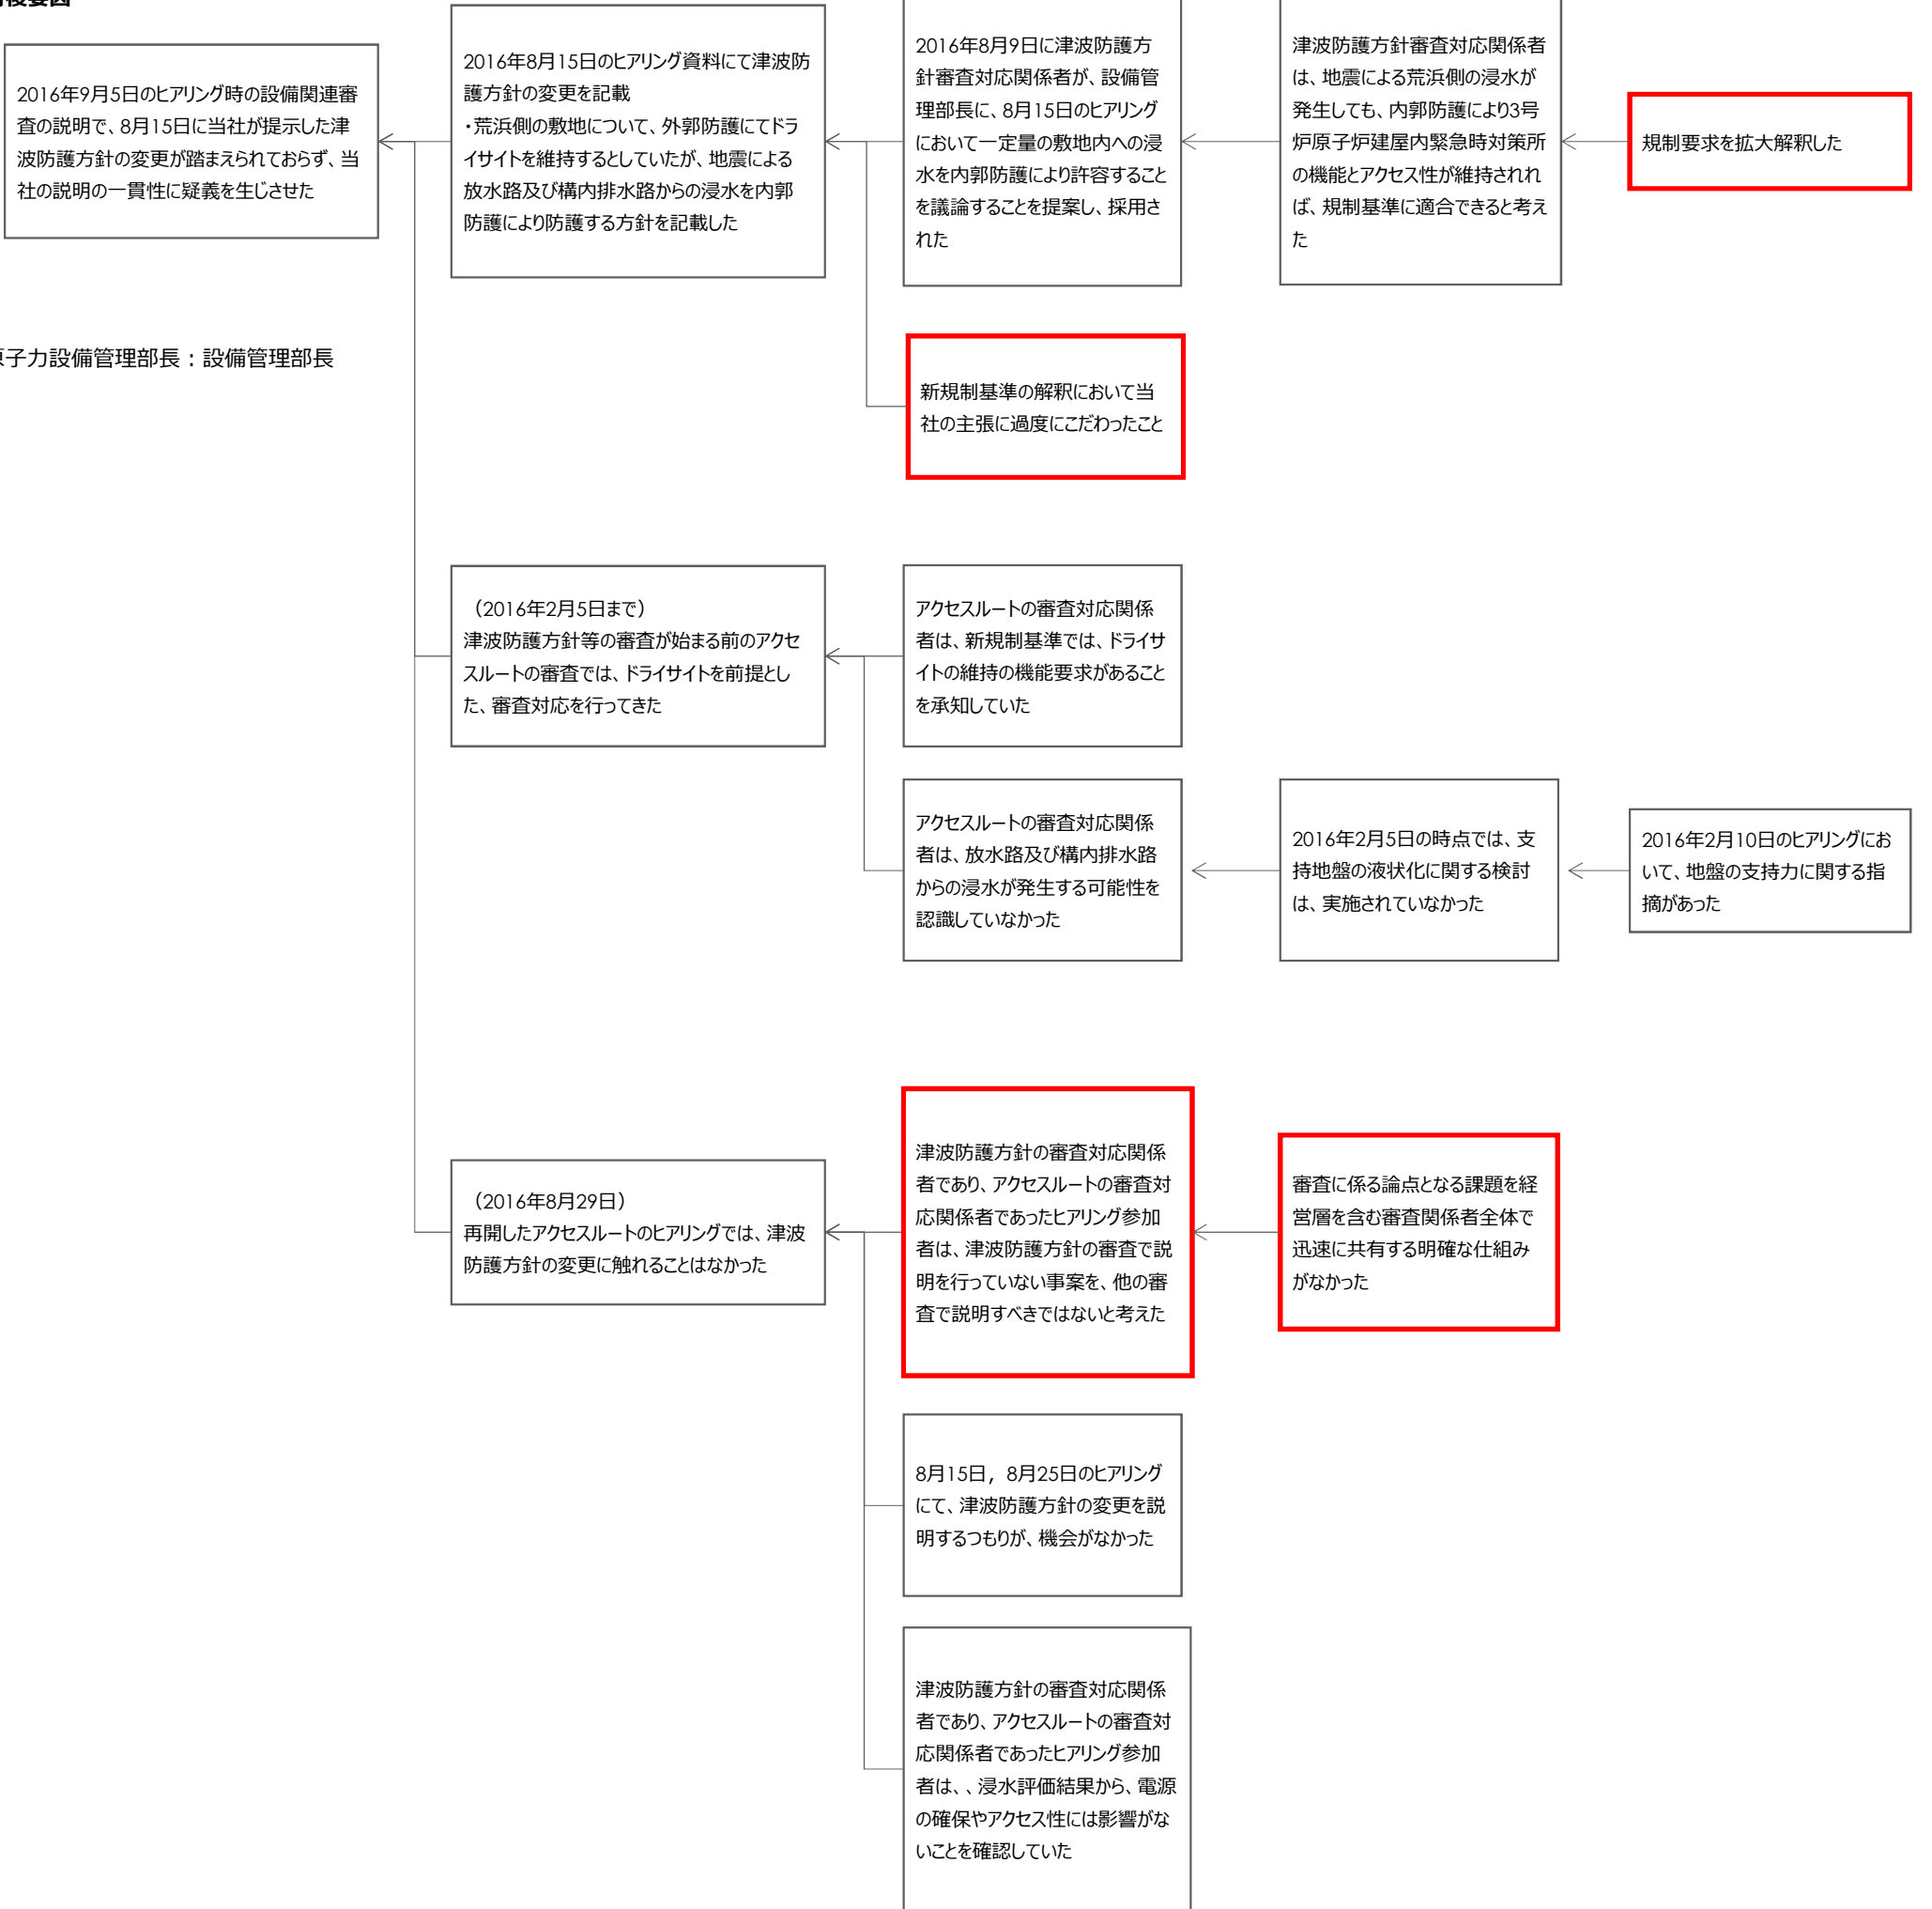 2016年9月5日のヒアリング時の設備関連審
査の説明で、8月15日に当社が提示した津
波防護方針の変更が踏まえられておらず、当
社の説明の一貫性に疑義を生じさせた
2016年8月15日のヒアリング資料にて津波防
護方針の変更を記載
・荒浜側の敷地について、外郭防護にてドラ
イサイトを維持するとしていたが、地震による
放水路及び構内排水路からの浸水を内郭
防護により防護する方針を記載した
2016年8月9日に津波防護方
針審査対応関係者が、設備管
理部長に、8月15日のヒアリング
において一定量の敷地内への浸
水を内郭防護により許容すること
を議論することを提案し、採用さ
れた
津波防護方針審査対応関係者
は、地震による荒浜側の浸水が
発生しても、内郭防護により3号
炉原子炉建屋内緊急時対策所
の機能とアクセス性が維持されれ
ば、規制基準に適合できると考え
た
規制要求を拡大解釈した
新規制基準の解釈において当
社の主張に過度にこだわったこと
原子力設備管理部長：設備管理部長
（2016年2月5日まで）
津波防護方針等の審査が始まる前のアクセ
スルートの審査では、ドライサイトを前提とし
た、審査対応を行ってきた
アクセスルートの審査対応関係
者は、新規制基準では、ドライサ
イトの維持の機能要求があること
を承知していた
アクセスルートの審査対応関係
者は、放水路及び構内排水路
からの浸水が発生する可能性を
認識していなかった
2016年2月5日の時点では、支
持地盤の液状化に関する検討
は、実施されていなかった
2016年2月10日のヒアリングにお
いて、地盤の支持力に関する指
摘があった
（2016年8月29日）
再開したアクセスルートのヒアリングでは、津波
防護方針の変更に触れることはなかった
津波防護方針の審査対応関係
者であり、アクセスルートの審査対
応関係者であったヒアリング参加
者は、津波防護方針の審査で説
明を行っていない事案を、他の審
査で説明すべきではないと考えた
審査に係る論点となる課題を経
営層を含む審査関係者全体で
迅速に共有する明確な仕組み
がなかった
8月15日，8月25日のヒアリング
にて、津波防護方針の変更を説
明するつもりが、機会がなかった
津波防護方針の審査対応関係
者であり、アクセスルートの審査対
応関係者であったヒアリング参加
者は、、浸水評価結果から、電源
の確保やアクセス性には影響がな
いことを確認していた